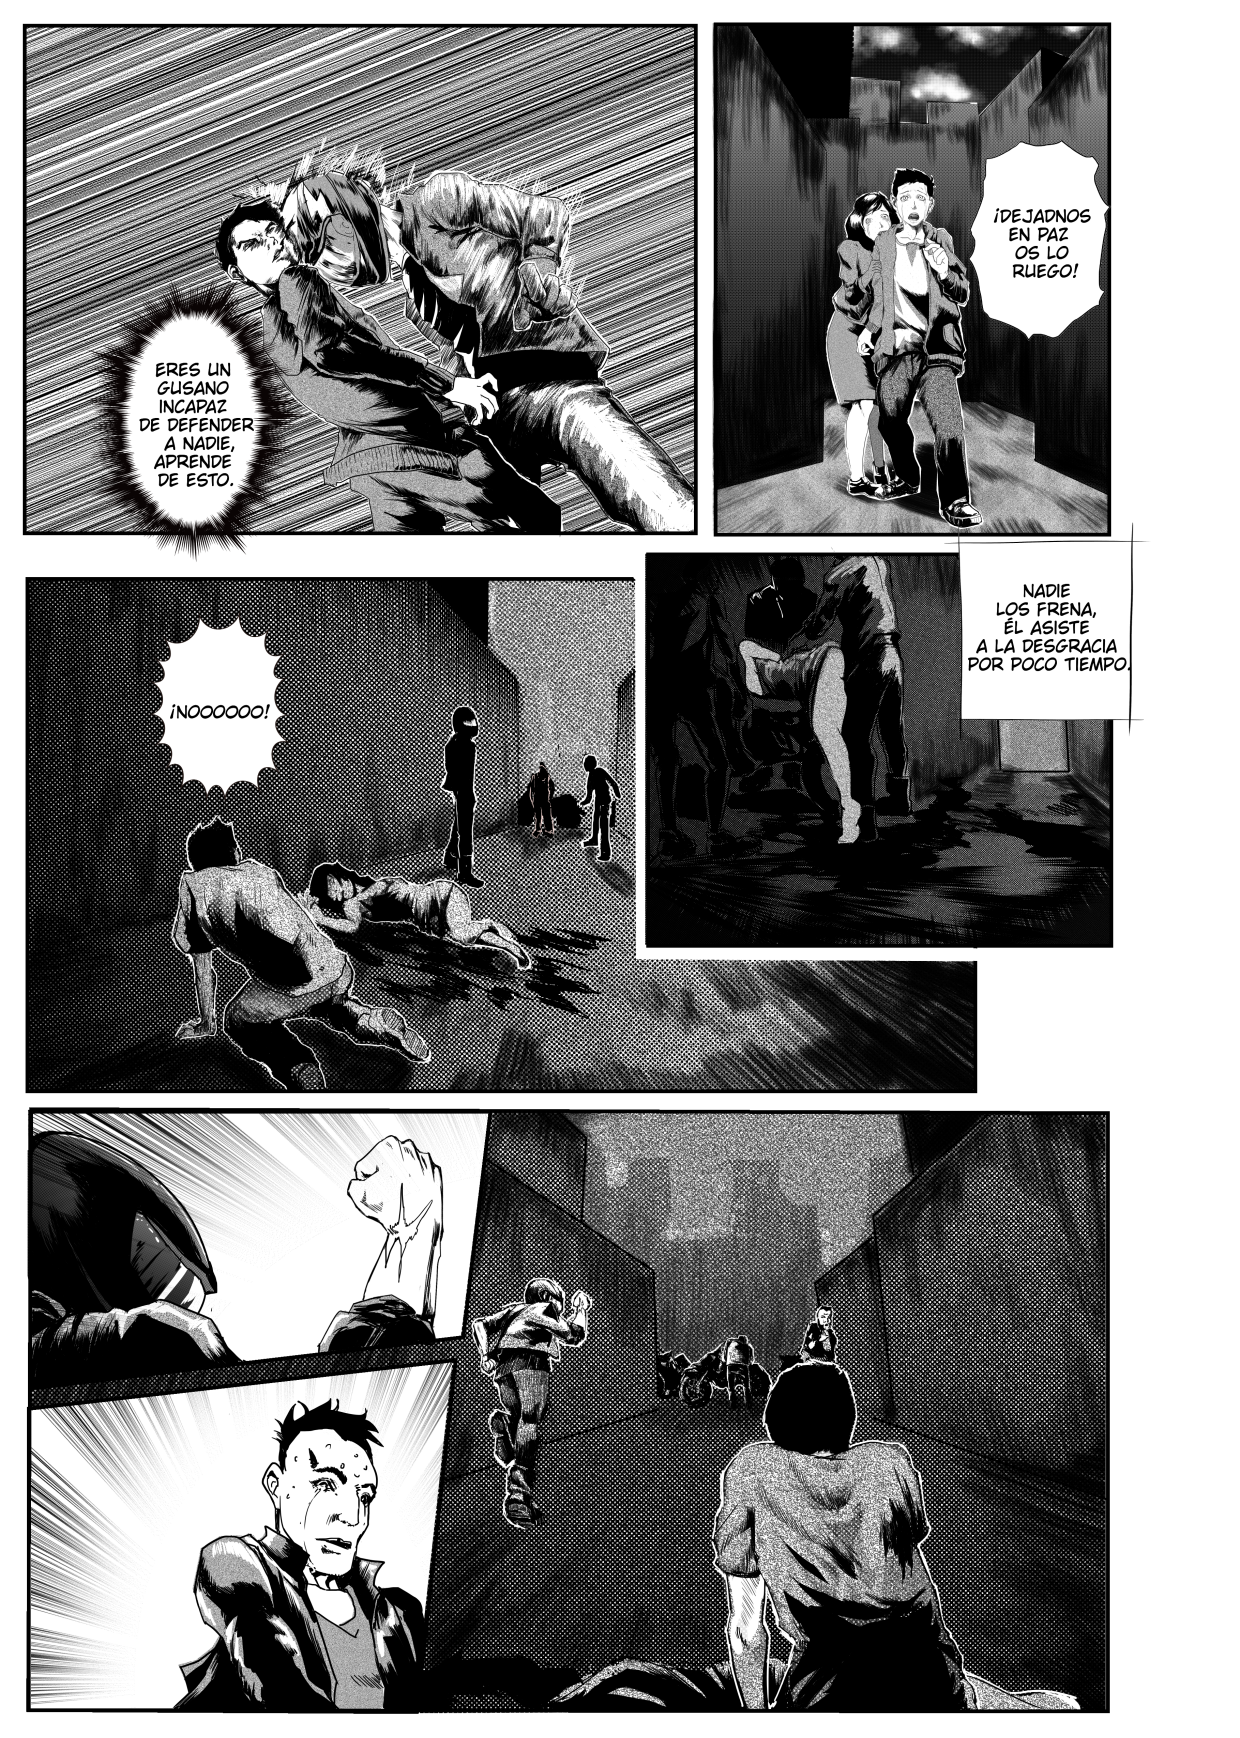 ¡DEJADNOS
EN PAZ
OS LO
RUEGO!
ERES UN
GUSANO
INCAPAZ
DE DEFENDER
A NADIE,
APRENDE
DE ESTO.
NADIE
LOS FRENA,
ÉL ASISTE
A LA DESGRACIA
POR POCO TIEMPO.
¡NOOOOOO!